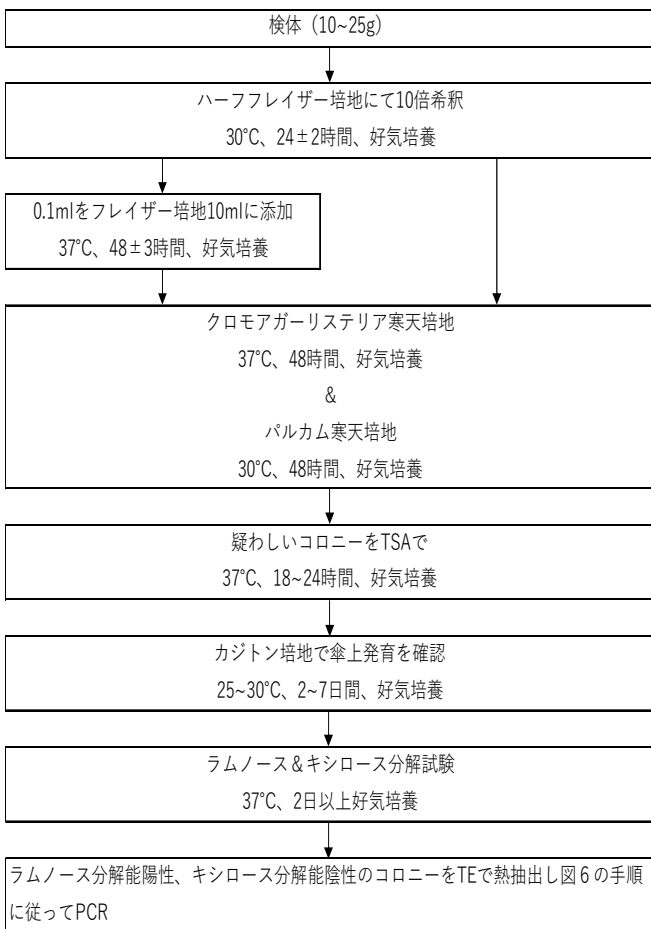 検体（10~25g）
ハーフフレイザー培地にて10倍希釈
30℃、24±2時間、好気培養
0.1mlをフレイザー培地10mlに添加
37℃、48±3時間、好気培養
クロモアガーリステリア寒天培地
37℃、48時間、好気培養
&
パルカム寒天培地
30℃、48時間、好気培養
疑わしいコロニーをTSAで
37℃、18~24時間、好気培養
カジトン培地で傘上発育を確認
25~30℃、2~7日間、好気培養
ラムノース＆キシロース分解試験
37℃、2日以上好気培養
ラムノース分解能陽性、キシロース分解能陰性のコロニーをTEで熱抽出し図６の手順
に従ってPCR